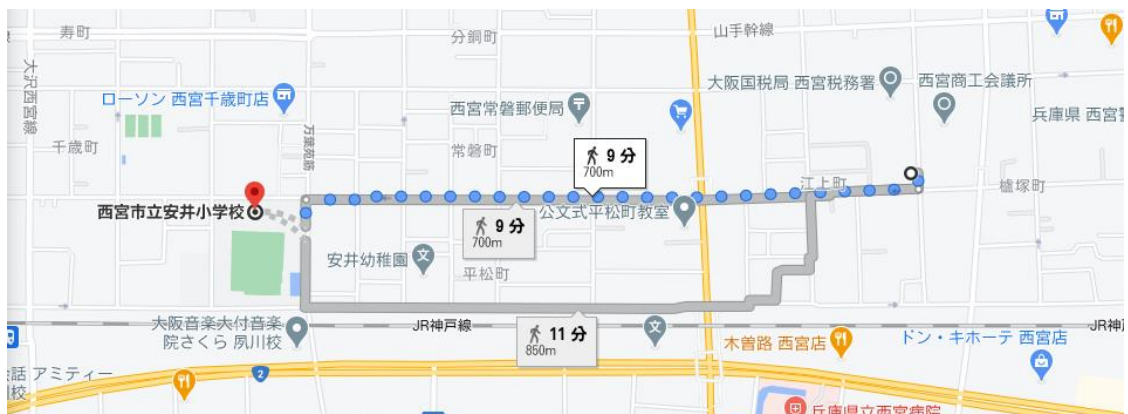 寿町
分銅町
山手幹線
大沢西宮線
ローソン 西宮千歳町店
大阪国税局 西宮税務署
西宮商工会議所
西宮常磐郵便局
兵庫県 西宮
千歳町
万葉苑筋
常磐町
9 分
700m
江上町
櫨塚町
西宮市立安井小学校
公文式平松町教室
9 分
700m
安井幼稚園
文
平松町
大阪音楽大付音楽
院さくら 夙川校
JR神戸線
文
11 分
850m
木曽路 西宮店
ドン・キホーテ 西宮店
JR神
話 アミティー
校
2
兵庫県立西宮病院